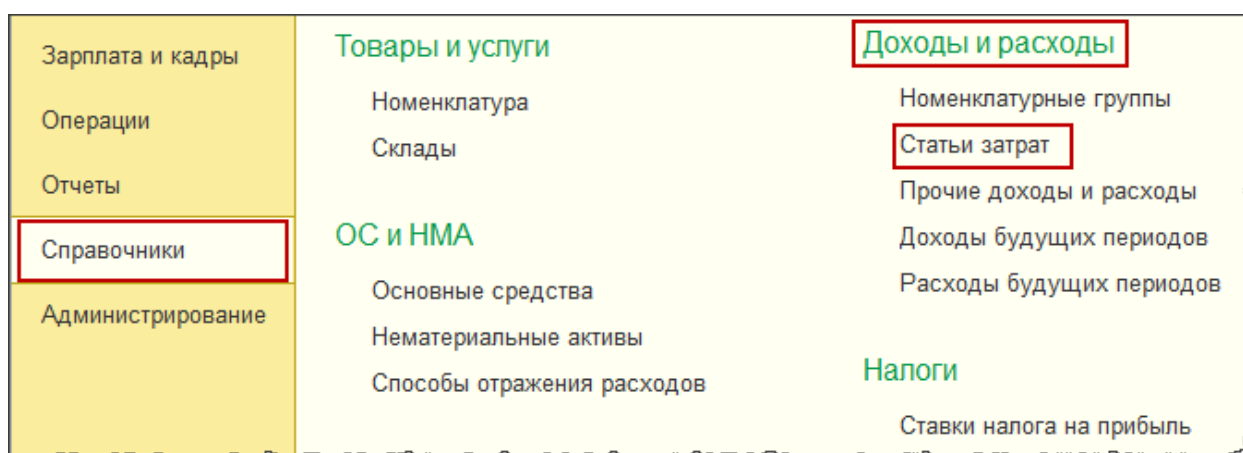 Зарплата и кадры
Операции
Отчеты
Справочники
Администрирование
Товары и услуги
Номенклатура
Склады
ОС и НМА
Основные средства
Нематериальные активы
Способы отражения расходов
Доходы и расходы
Номенклатурные группы
Статьи затрат
Прочие доходы и расходы
Доходы будущих периодов
Расходы будущих периодов
Налоги
Ставки налога на прибыль